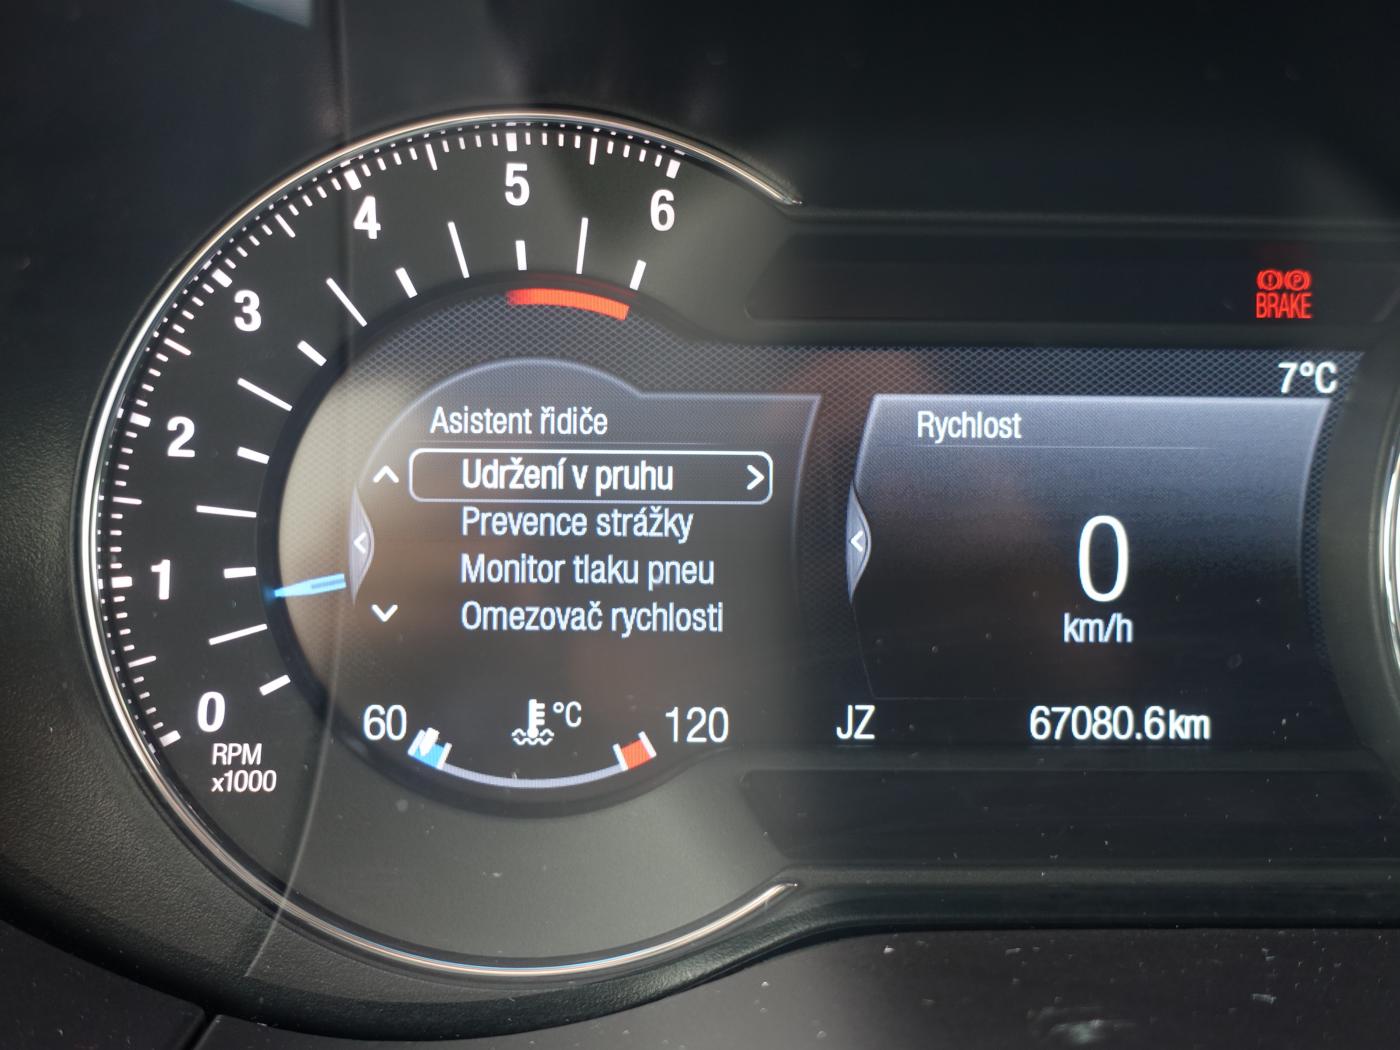 6
5
4
3
2
1
0
RPM
x1000
BRAKE
7°C
Asistent řidiče
Udržení v pruhu
Prevence strážky
Monitor tlaku pneu
Omezovač rychlosti
60
°C
120
Rychlost
0
km/h
JZ
67080.6km